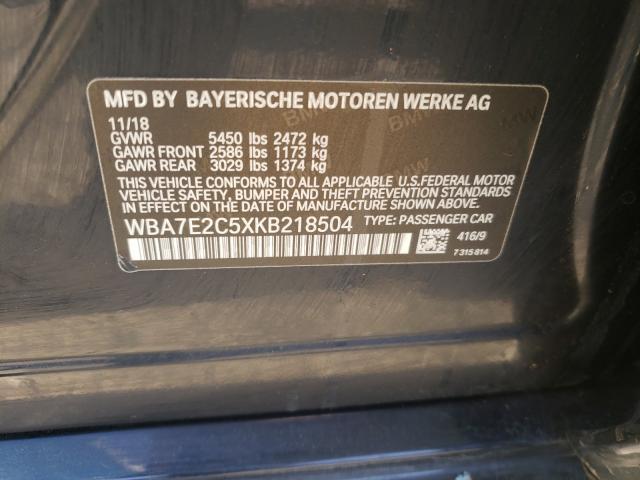 MFD BY BAYERISCHE MOTOREN WERKE AG
11/18
GVWR 5450 lbs 2472 kg
GAWR FRONT 2586 lbs 1173 kg
GAWR REAR 3029 lbs 1374 kg
THIS VEHICLE CONFORMS TO ALL APPLICABLE U.S.FEDERAL MOTOR
VEHICLE SAFETY, BUMPER, AND THEFT PREVENTION STANDARDS
IN EFFECT ON THE DATE OF MANUFACTURE SHOWN ABOVE.
WBA7E2C5XKB218504 TYPE: PASSENGER CAR
416/9
7315814